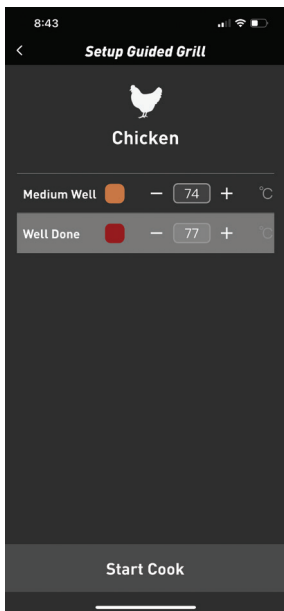 8:43
Setup Guided Grill
Chicken
Medium Well − 74 + °C
Well Done − 77 + °C
Start Cook